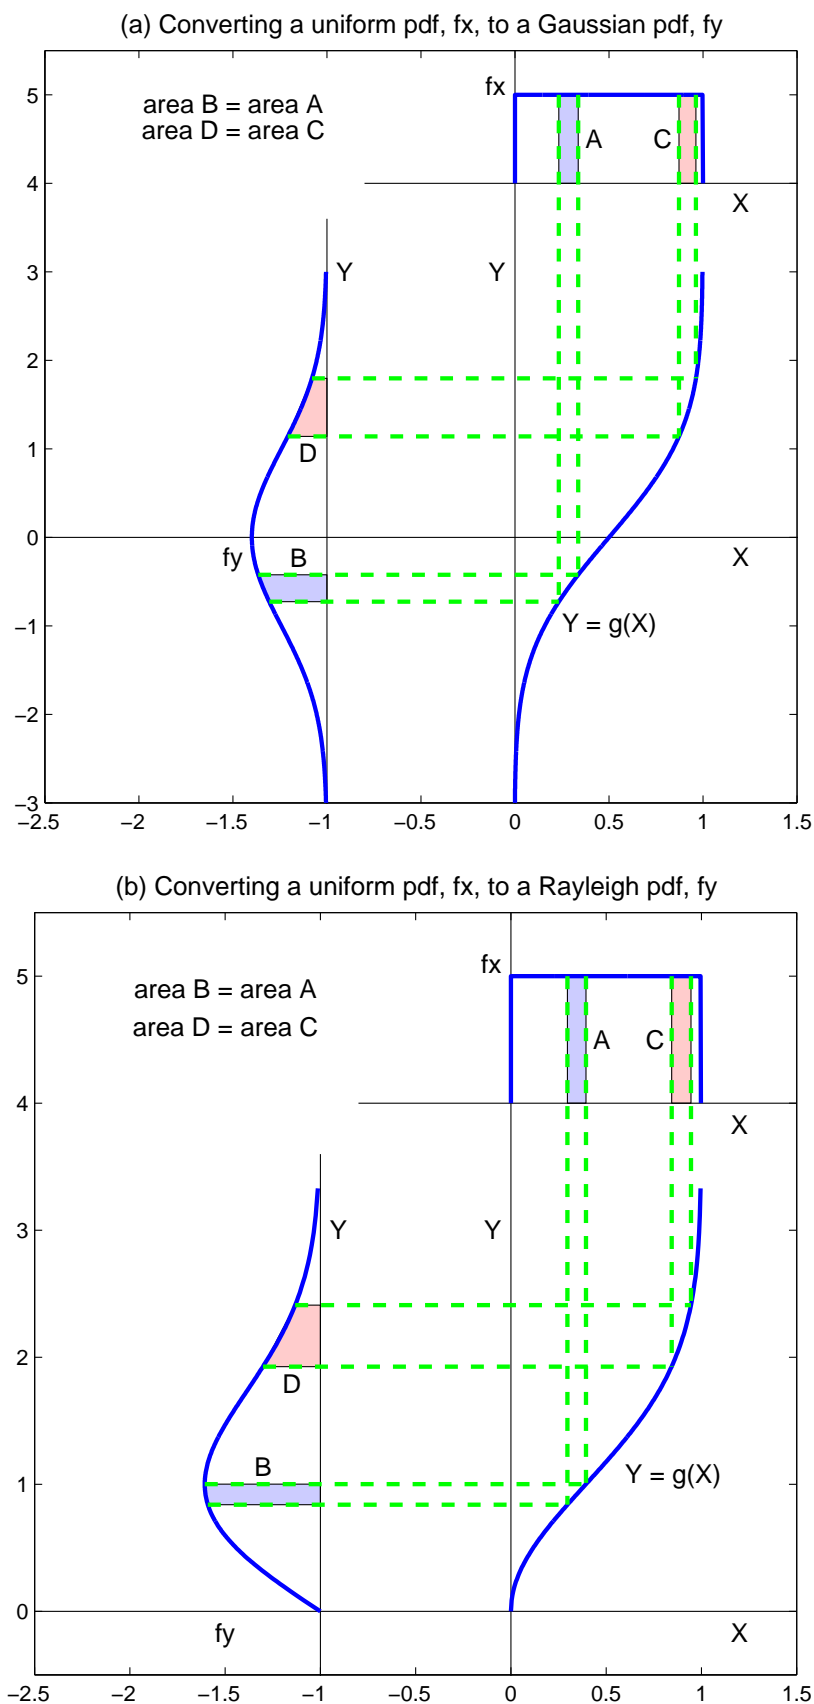 (a) Converting a uniform pdf, fx, to a Gaussian pdf, fy
5
area B = area A
area D = area C
fx
A
C
4
X
3
Y
Y
2
1
D
0
fy
B
X
Y = g(X)
−1
−2
−3
−2.5 −2 −1.5 −1 −0.5 0 0.5 1 1.5
(b) Converting a uniform pdf, fx, to a Rayleigh pdf, fy
fx
5
area B = area A
area D = area C
A
C
4
X
3
Y
Y
2
D
B
Y = g(X)
1
0
fy
X
−2.5 −2 −1.5 −1 −0.5 0 0.5 1 1.5